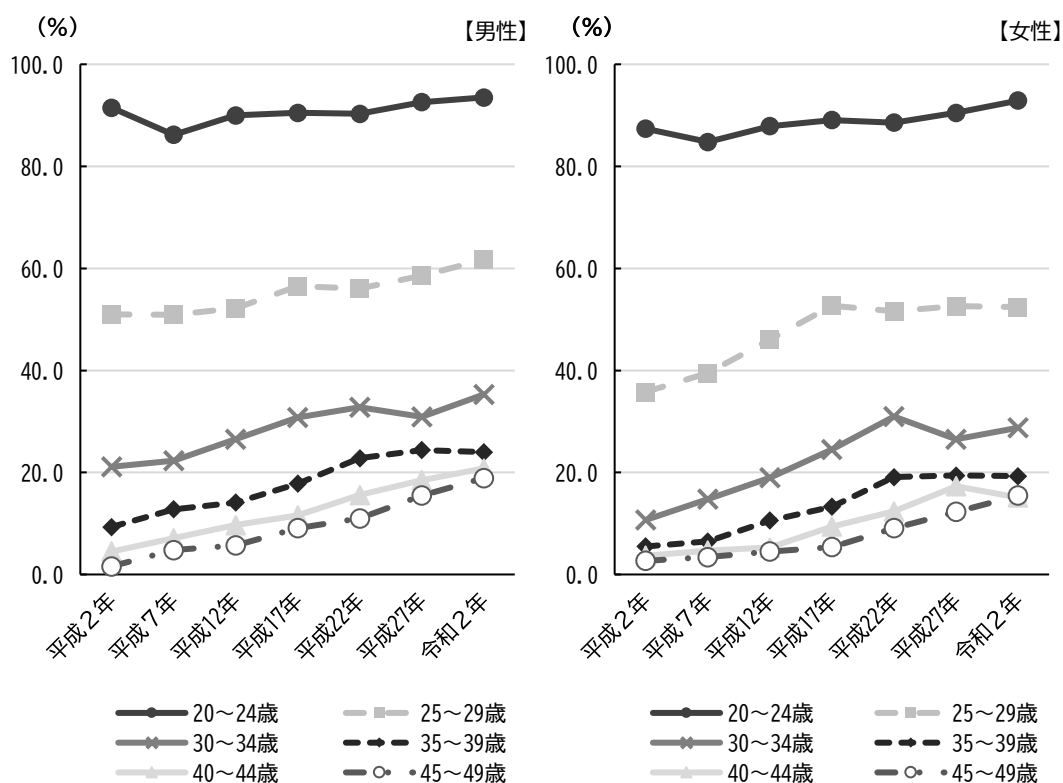 （％）
【男性】
100.0
80.0
60.0
40.0
20.0
0.0
平成２年
平成７年
平成12年
平成17年
平成22年
平成27年
令和２年
20～24歳
25～29歳
30～34歳
35～39歳
40～44歳
45～49歳
（％）
【女性】
100.0
80.0
60.0
40.0
20.0
0.0
平成２年
平成７年
平成12年
平成17年
平成22年
平成27年
令和２年
20～24歳
25～29歳
30～34歳
35～39歳
40～44歳
45～49歳